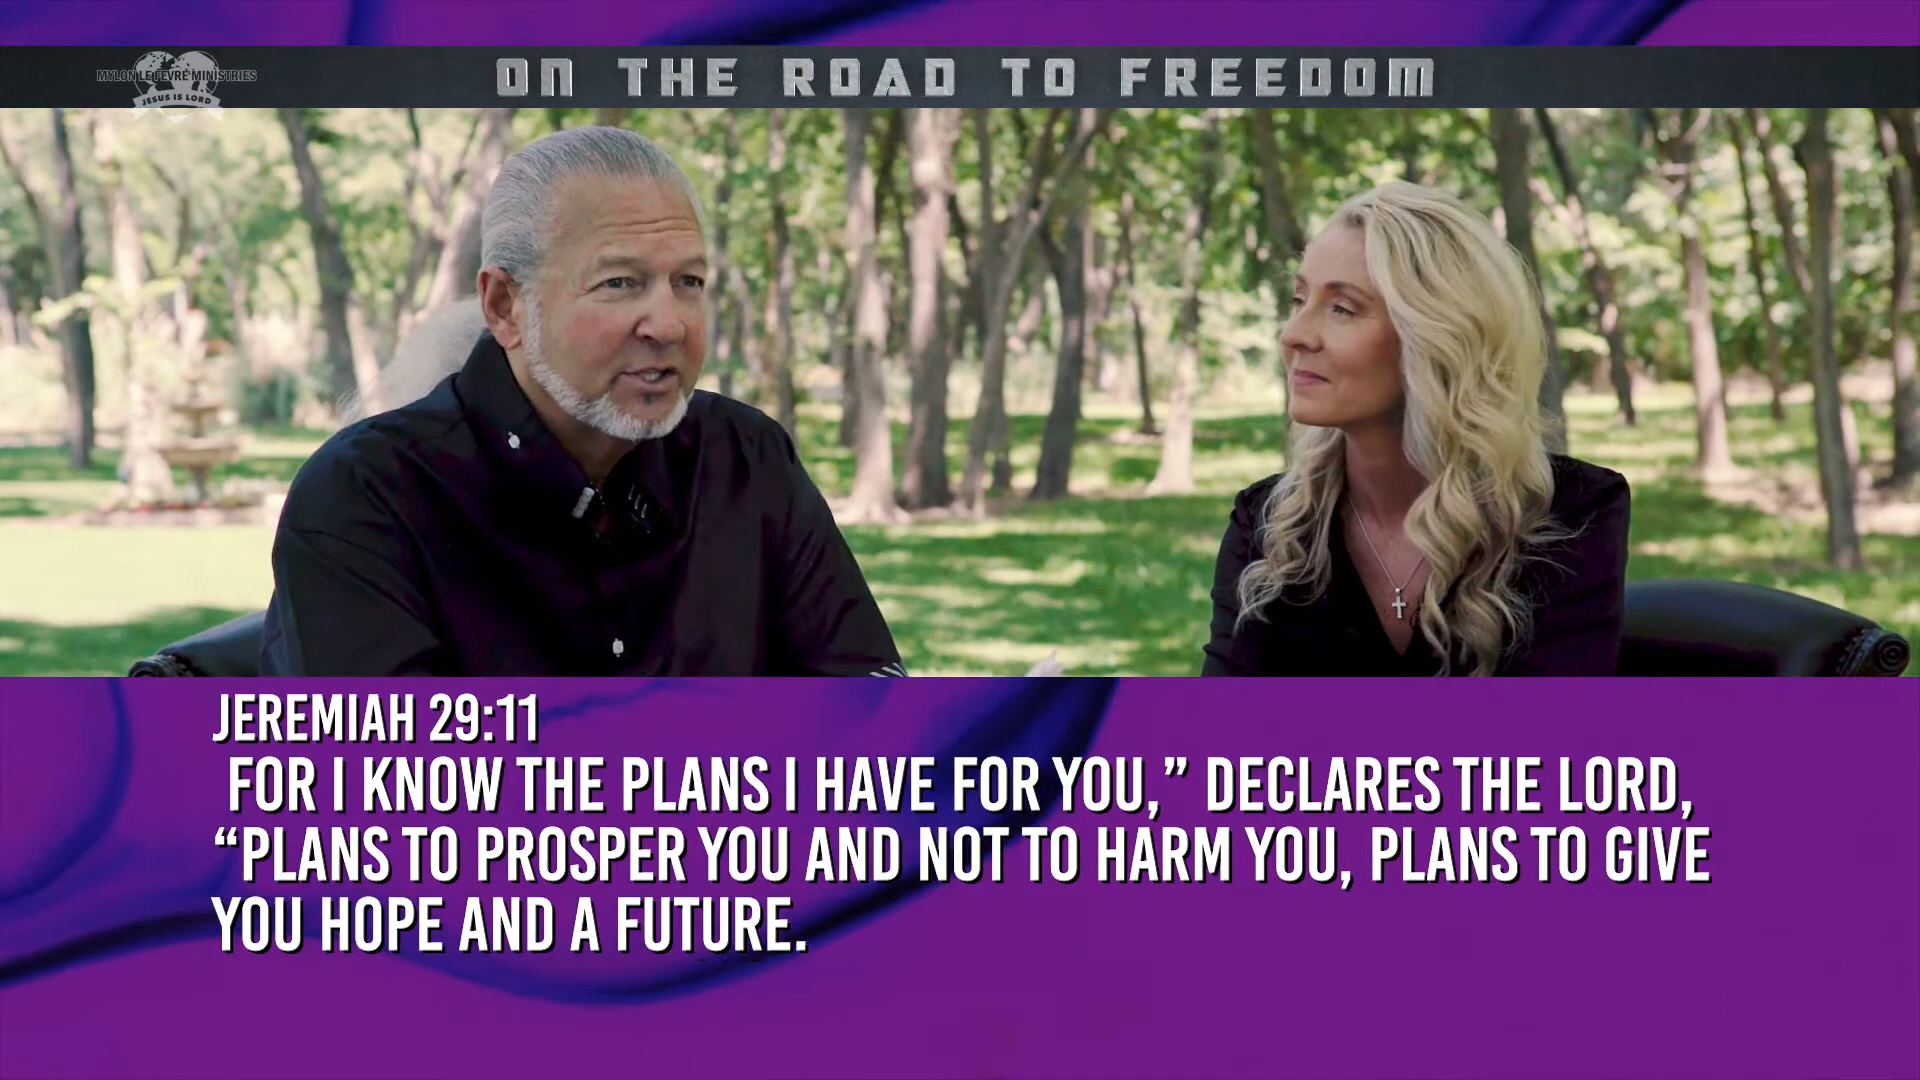 MYLON LE FEVRE MINISTRIES
JESUS IS LORD
ON THE ROAD TO FREEDOM
JEREMIAH 29:11
FOR I KNOW THE PLANS I HAVE FOR YOU,” DECLARES THE LORD,
“PLANS TO PROSPER YOU AND NOT TO HARM YOU, PLANS TO GIVE
YOU HOPE AND A FUTURE.